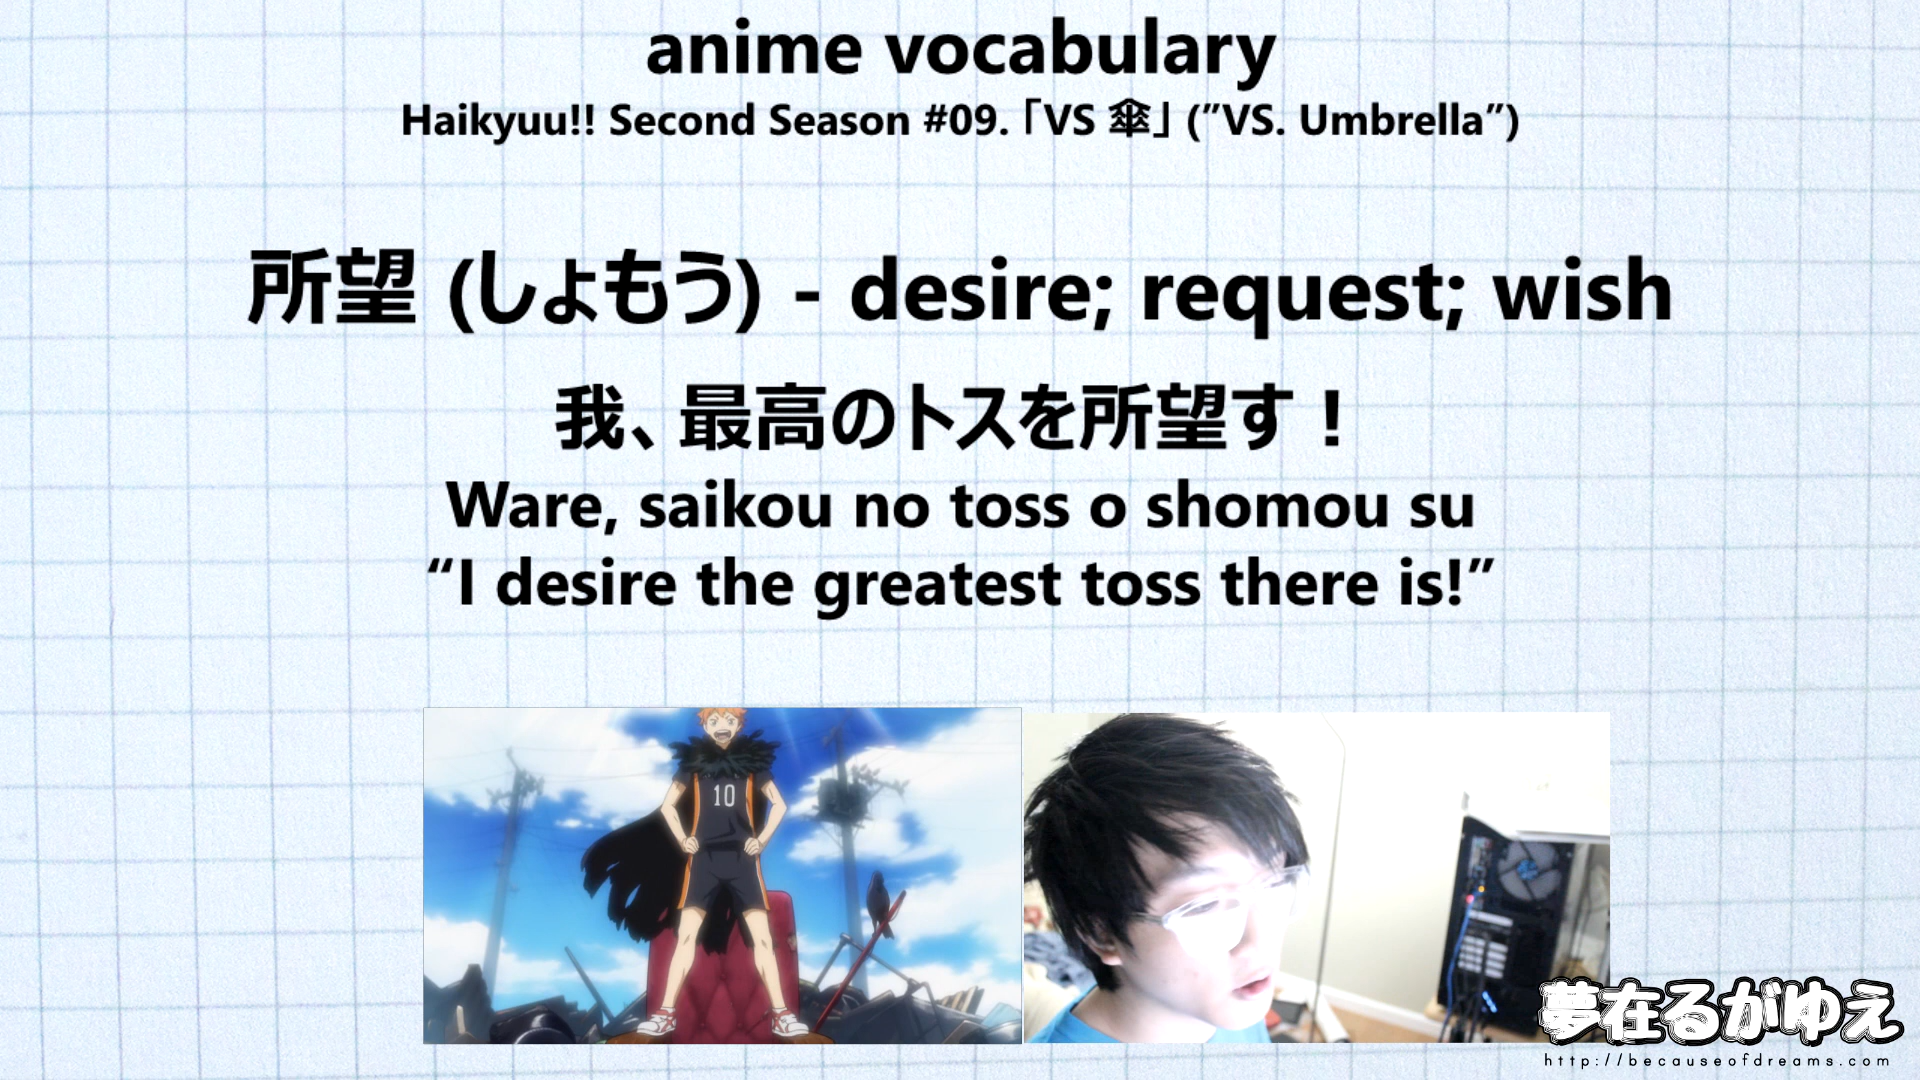 anime vocabulary
Haikyuu!! Second Season #09. 「VS 傘」 (”VS. Umbrella”)
所望 (しょもう) - desire; request; wish
我、最高のトスを所望す！
Ware, saikou no toss o shomou su
“I desire the greatest toss there is!”
10
夢在るがゆえ
http://becauseofdreams.com